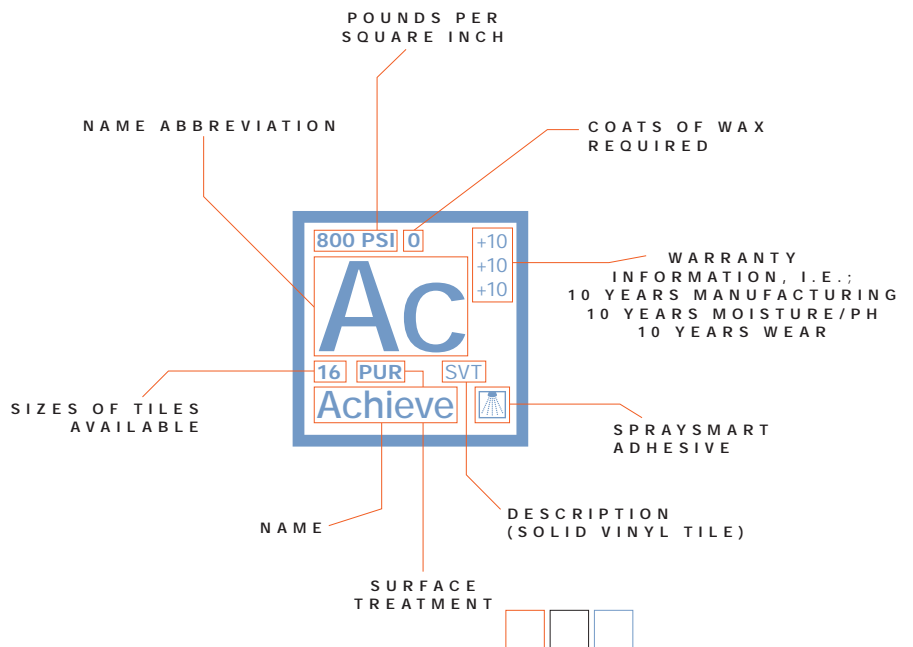 POUNDS PER
SQUARE INCH
NAME ABBREVIATION
COATS OF WAX
REQUIRED
800 PSI 0
+10
+10
+10
Ac
WARRANTY
INFORMATION, I.E.;
10 YEARS MANUFACTURING
10 YEARS MOISTURE/PH
10 YEARS WEAR
16 PUR SVT
Achieve
SIZES OF TILES
AVAILABLE
SPRAYSMART
ADHESIVE
NAME
DESCRIPTION
(SOLID VINYL TILE)
SURFACE
TREATMENT